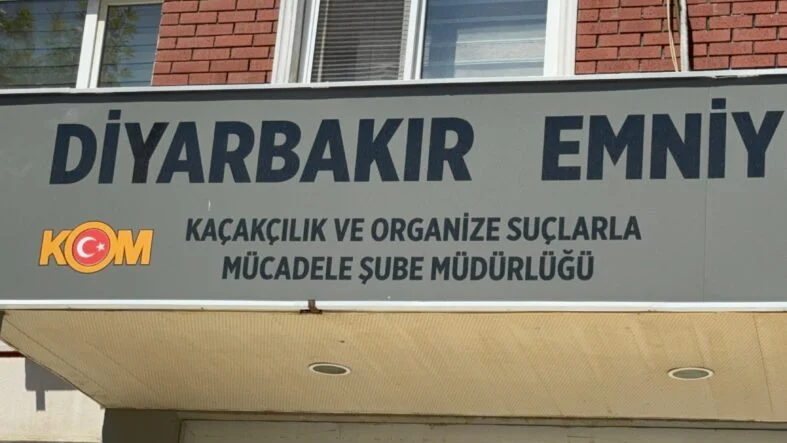 DİYARBAKIR EMNİY
KOM
KAÇAKÇILIK VE ORGANİZE SUÇLARLA
MÜCADELE ŞUBE MÜDÜRLÜĞÜ